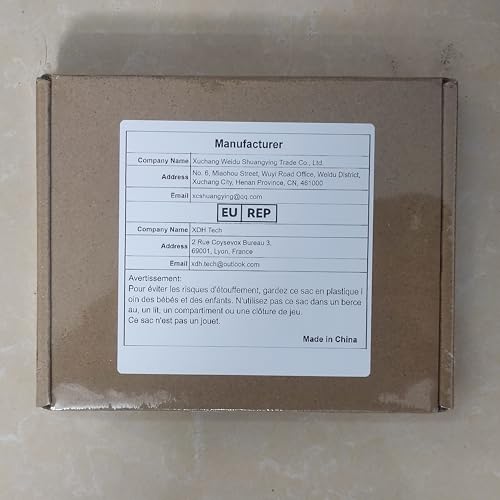 Manufacturer
Company Name Xuchang Weidu Shuangying Trade Co., Ltd.
Address No. 6, Miaohou Street, Wuyi Road Office, Weidu District,
Xuchang City, Henan Province, CN, 461000
Email xcshuangying@qq.com
EU REP
Company Name XDH Tech
Address 2 Rue Coysevox Bureau 3,
69001, Lyon, France
Email xdh.tech@outlook.com
Avertissement:
Pour éviter les risques d'étouffement, gardez ce sac en plastique l
oin des bébés et des enfants. N'utilizes pas ce sac dans un berce
au, un lit, un compartiment ou une clôture de jeu.
Ce sac n'est pas un jouet.
Made in China